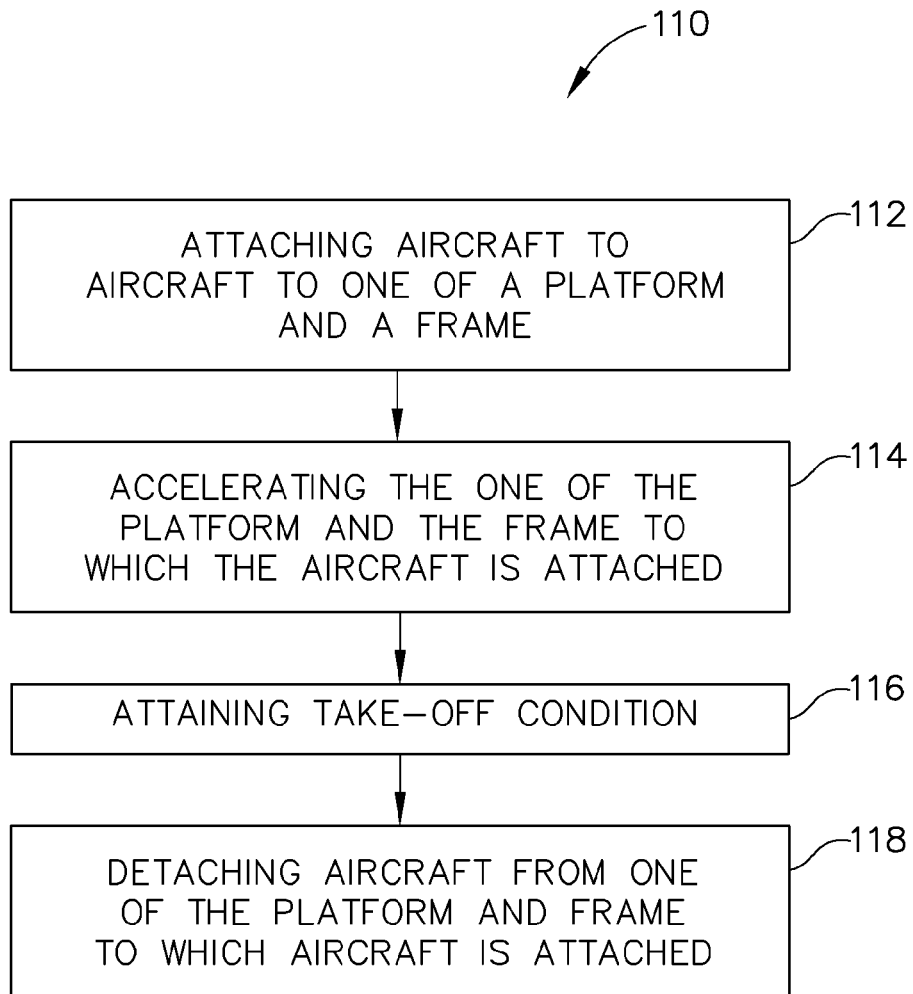 110
112
ATTACHING AIRCRAFT TO
AIRCRAFT TO ONE OF A PLATFORM
AND A FRAME
114
ACCELERATING THE ONE OF THE
PLATFORM AND THE FRAME TO
WHICH THE AIRCRAFT IS ATTACHED
116
ATTAINING TAKE-OFF CONDITION
118
DETACHING AIRCRAFT FROM ONE
OF THE PLATFORM AND FRAME
TO WHICH AIRCRAFT IS ATTACHED